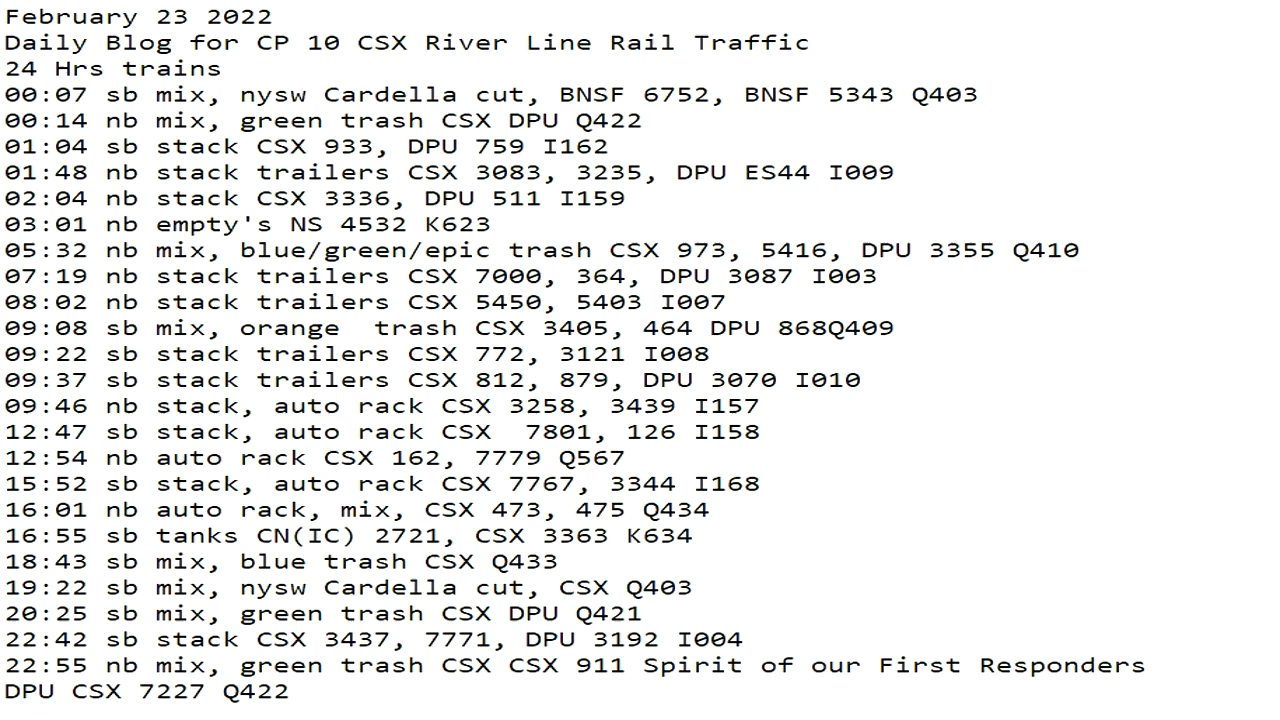 February 23 2022
Daily Blog for CP 10 CSX River Line Rail Traffic
24 Hrs trains
00:07 sb mix, nysw Cardella cut, BNSF 6752, BNSF 5343 Q403
00:14 nb mix, green trash CSX DPU Q422
01:04 sb stack CSX 933, DPU 759 I162
01:48 nb stack trailers CSX 3083, 3235, DPU ES44 I009
02:04 nb stack CSX 3336, DPU 511 I159
03:01 nb empty's NS 4532 K623
05:32 nb mix, blue/green/epic trash CSX 973, 5416, DPU 3355 Q410
07:19 nb stack trailers CSX 7000, 364, DPU 3087 I003
08:02 nb stack trailers CSX 5450, 5403 I007
09:08 sb mix, orange  trash CSX 3405, 464 DPU 868Q409
09:22 sb stack trailers CSX 772, 3121 I008
09:37 sb stack trailers CSX 812, 879, DPU 3070 I010
09:46 nb stack, auto rack CSX 3258, 3439 I157
12:47 sb stack, auto rack CSX  7801, 126 I158
12:54 nb auto rack CSX 162, 7779 Q567
15:52 sb stack, auto rack CSX 7767, 3344 I168
16:01 nb auto rack, mix, CSX 473, 475 Q434
16:55 sb tanks CN(IC) 2721, CSX 3363 K634
18:43 sb mix, blue trash CSX Q433
19:22 sb mix, nysw Cardella cut, CSX Q403
20:25 sb mix, green trash CSX DPU Q421
22:42 sb stack CSX 3437, 7771, DPU 3192 I004
22:55 nb mix, green trash CSX CSX 911 Spirit of our First Responders
DPU CSX 7227 Q422